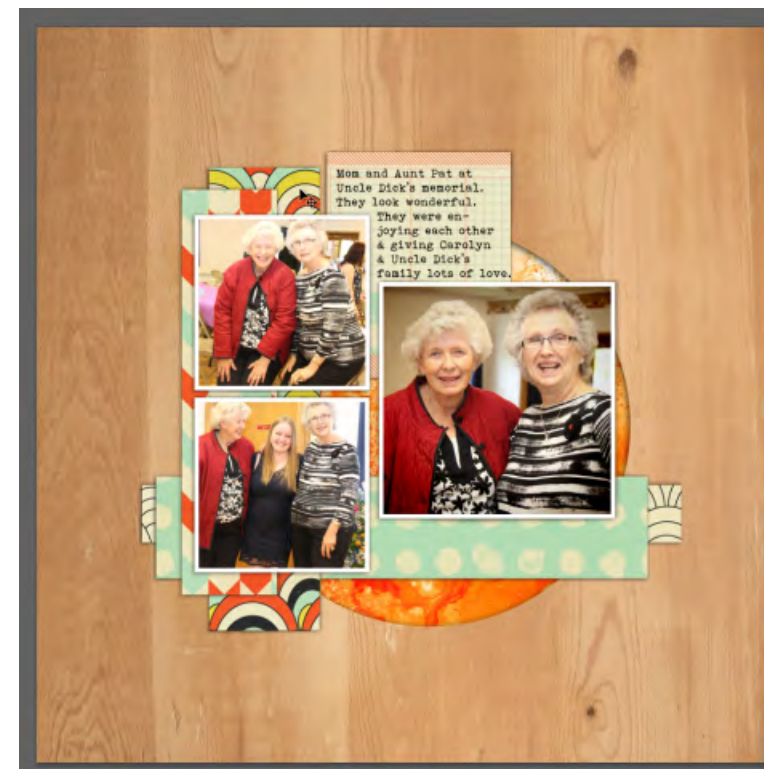 Mom and Aunt Pat at
Uncle Dick's memorial.
They look wonderful.
They were en-
joying each other
& giving Carolyn
& Uncle Dick's
family lots of love.